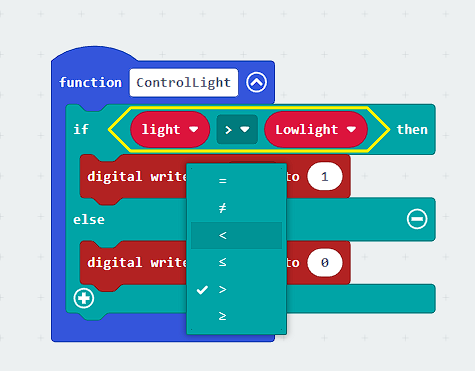 function ControlLight
if light > Lowlight then
digital write to 1
=
≠
else
<
≤
digital write to 0
>
≥